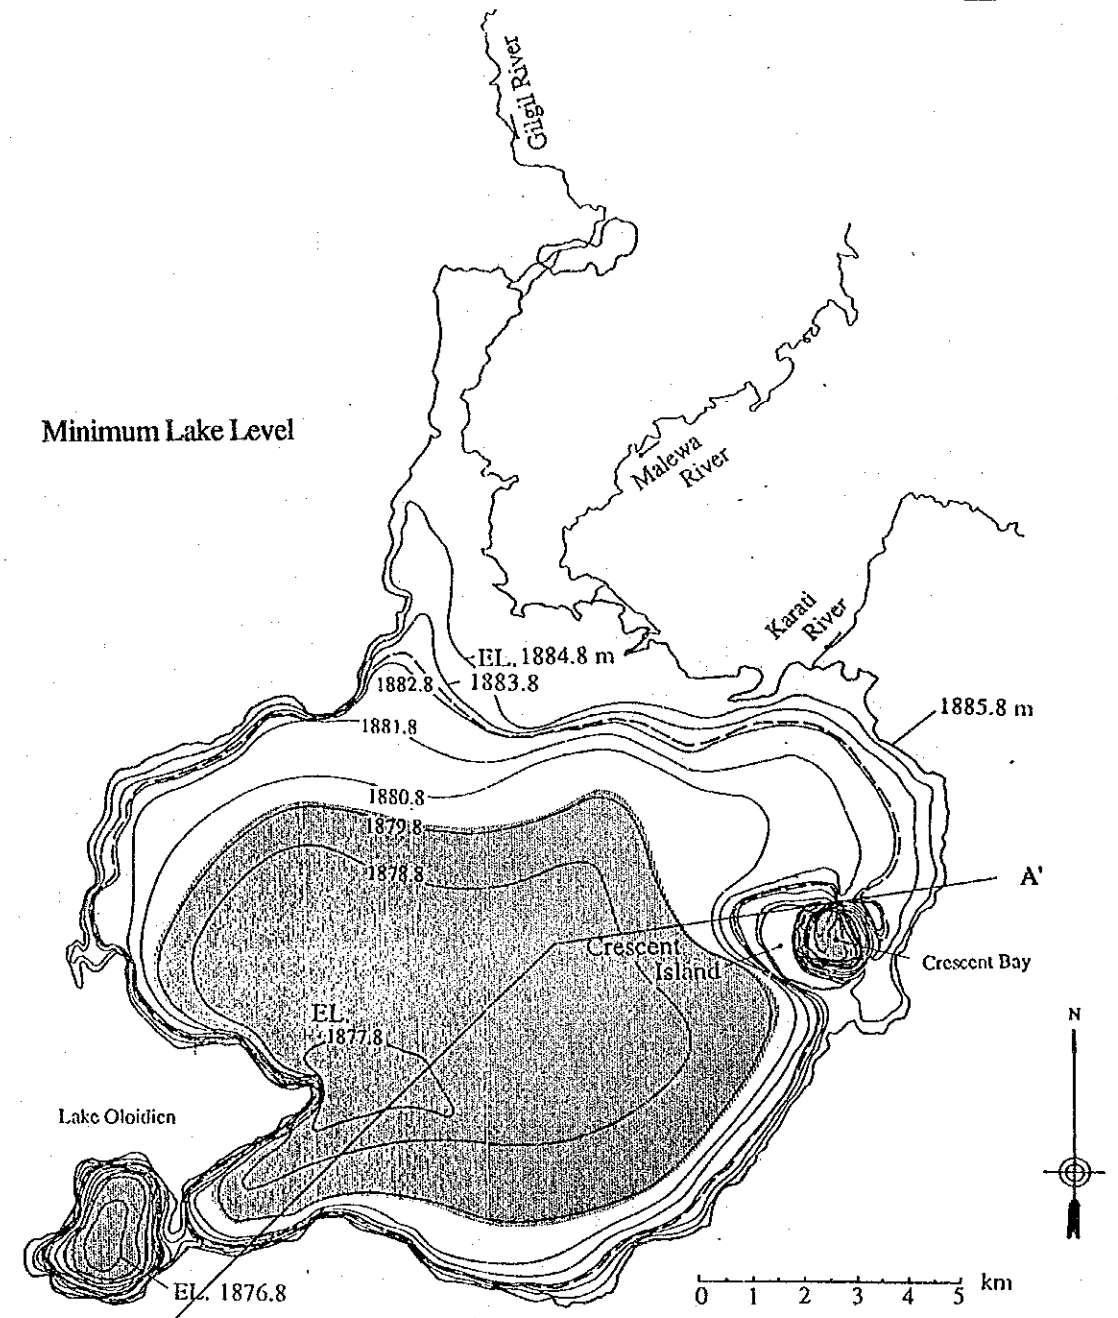 Gilgil River
Minimum Lake Level
Malewa
River
Karati
River
EL. 1884.8 m
1883.8
1882.8
1885.8 m
1881.8
1880.8
1879.8
1878.8
A'
Crescent
Island
Crescent Bay
EL.
1877.8
N
Lake Oloidien
EL. 1876.8
0 1 2 3 4 5 km